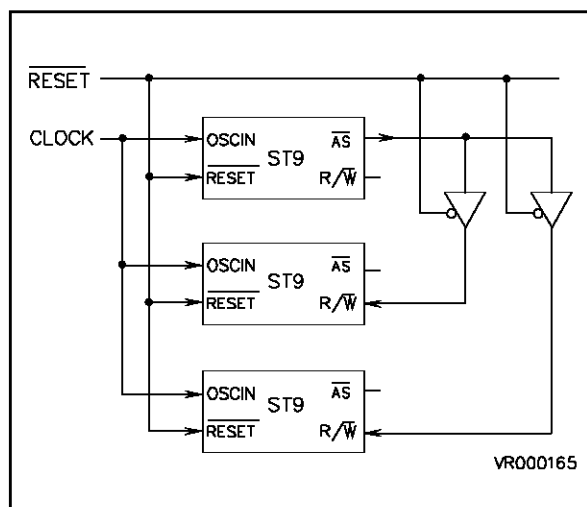 RESET
CLOCK
OSCIN
AS
ST9
RESET
R/W
OSCIN
AS
ST9
RESET
R/W
OSCIN
AS
ST9
RESET
R/W
VR000165